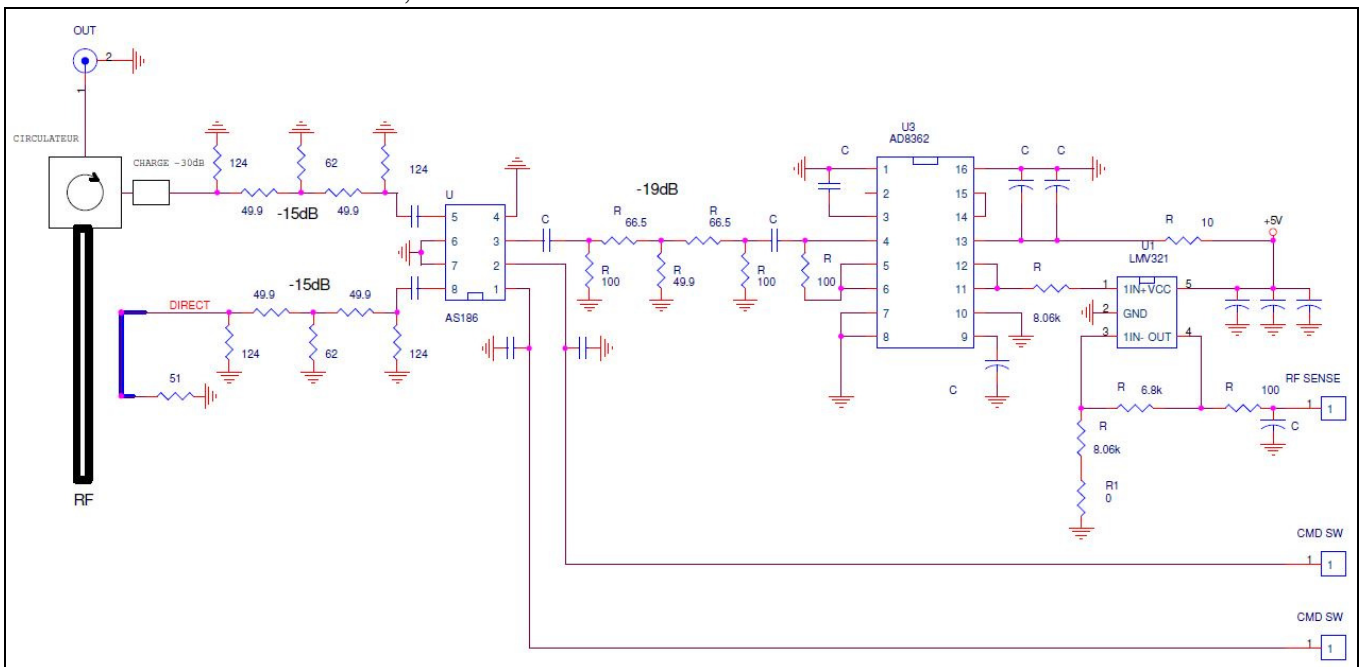 OUT
2
1
CIRCULATEUR
CHARGE -30dB
124
62
124
49.9
-15dB
49.9
U
5
4
6
3
7
2
8
1
AS186
DIRECT
-15dB
49.9
49.9
124
62
124
51
RF
C
-19dB
R
66.5
R
66.5
C
R
100
R
49.9
R
100
R
100
U3
AD8362
C
1
16
2
15
3
14
4
13
5
12
6
11
7
10
8
9
C
C
C
R
10
+5V
R
8.06k
U1
LMV321
1
1IN+VCC
5
2
GND
3
1IN- OUT
4
R
6.8k
R
100
RF SENSE
1
1
C
R
8.06k
R1
0
CMD SW
1
1
CMD SW
1
1